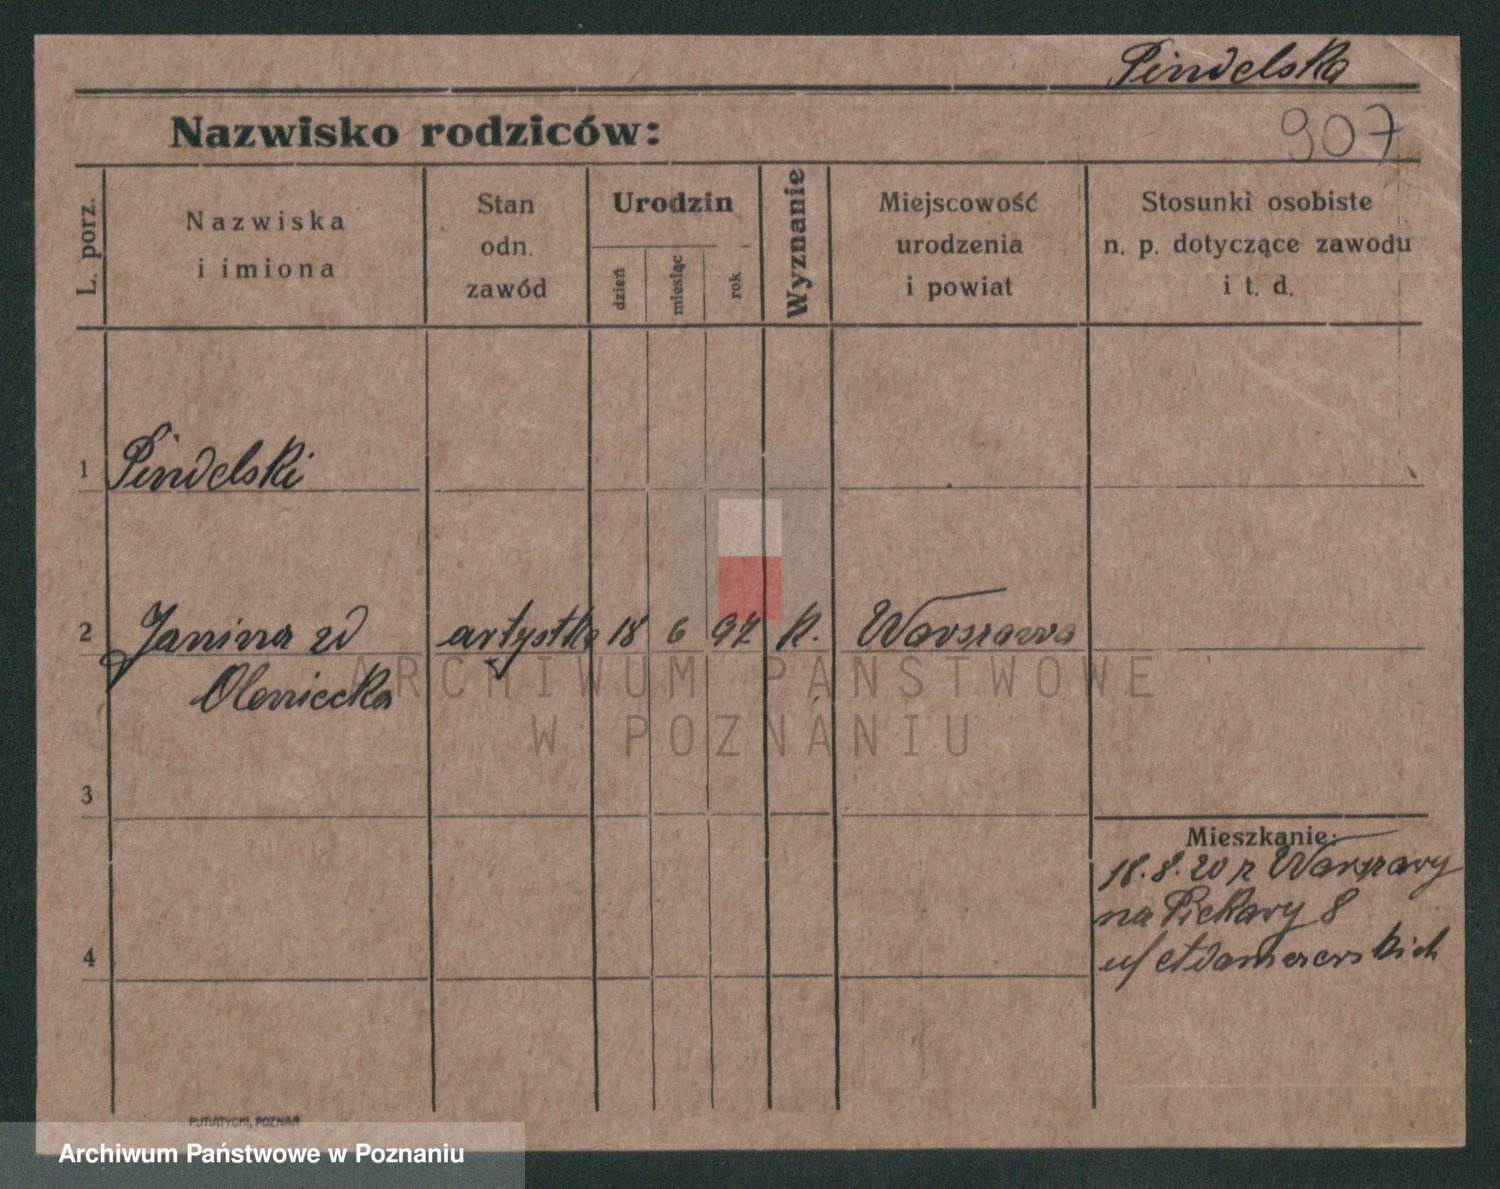 Pindelska
907
Nazwisko rodziców:
L. porz.
Nazwiska
i imiona
Stan
odn.
zawód
Urodzin
dzień
miesiąc
rok
Wyznanie
Miejscowość
urodzenia
i powiat
Stosunki osobiste
n. p. dotyczące zawodu
i t. d.
1 Pindelski
2 Janina zd artystka 18 6 97 k. Warszawa
Oleniecka
ARCHIWUM PAŃSTWOWE
W POZNANIU
3
Mieszkanie:
18.8.20 z Warszawy
na Piekary 8
u/ Adamczewskich
4
PUTIATYCKI, POZNAŃ
Archiwum Państwowe w Poznaniu